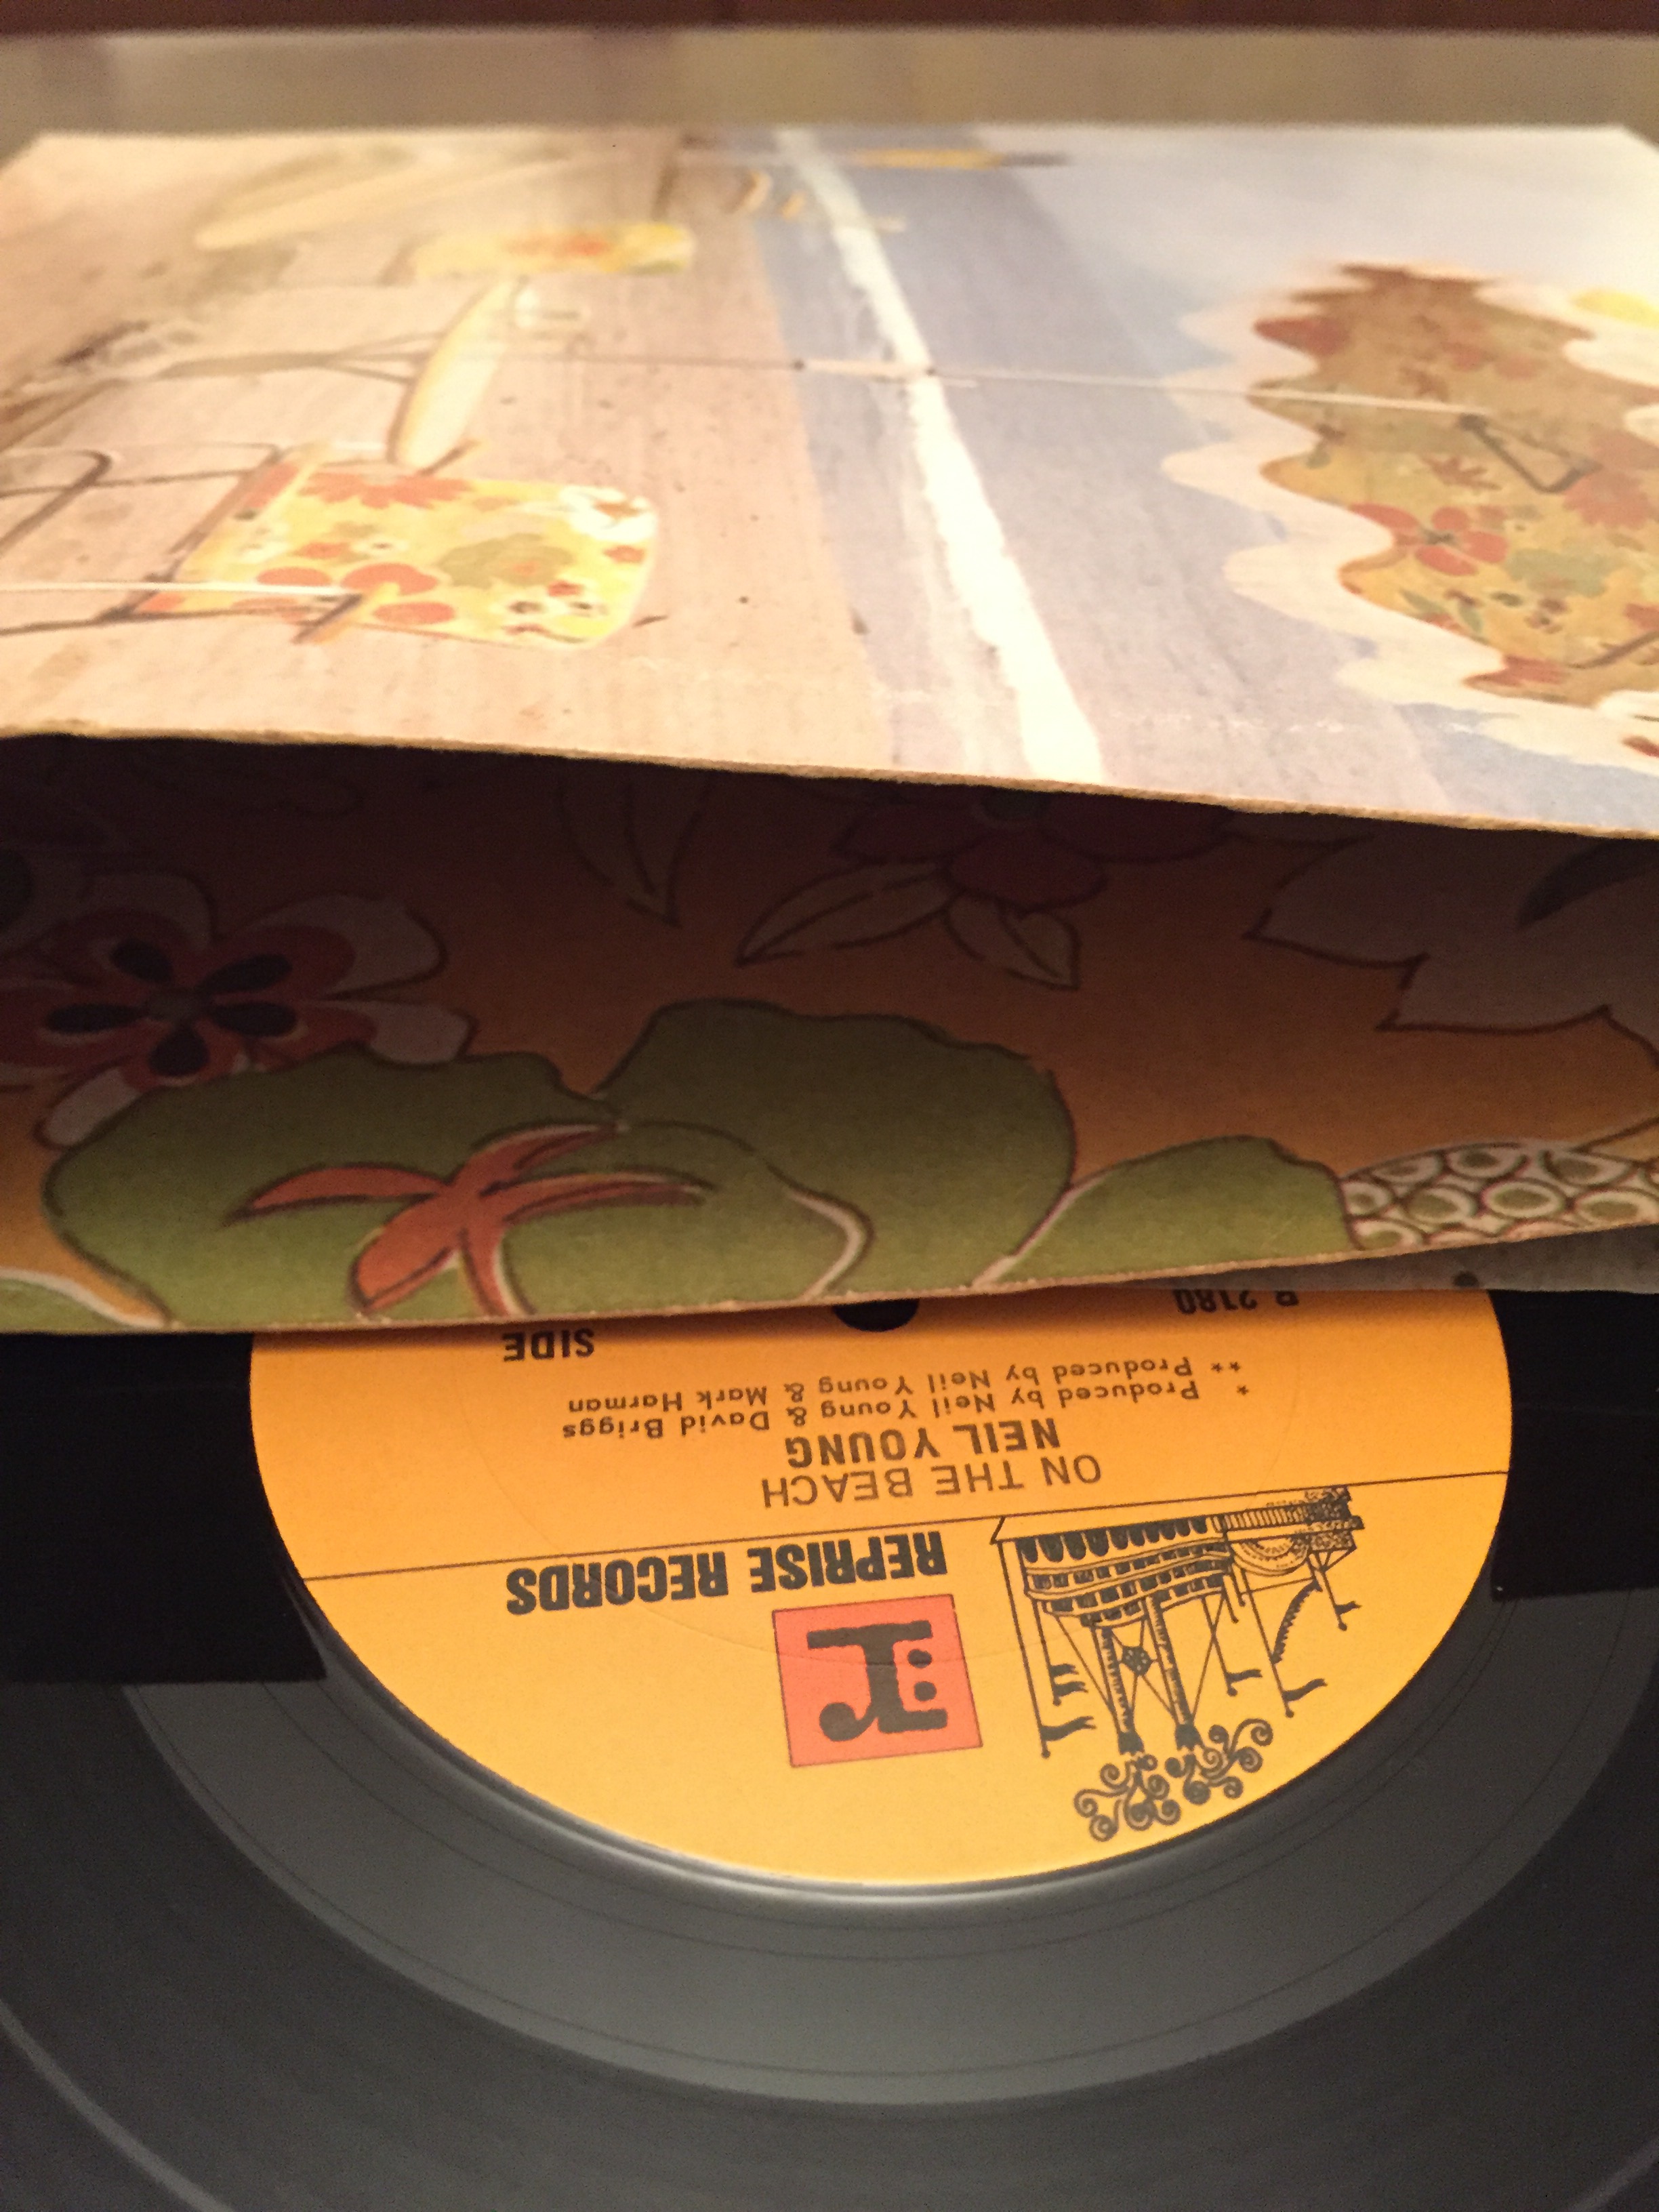 r:
REPRISE RECORDS
ON THE BEACH
NEIL YOUNG
* Produced by Neil Young & David Briggs
** Produced by Neil Young & Mark Harman
R 2180 SIDE